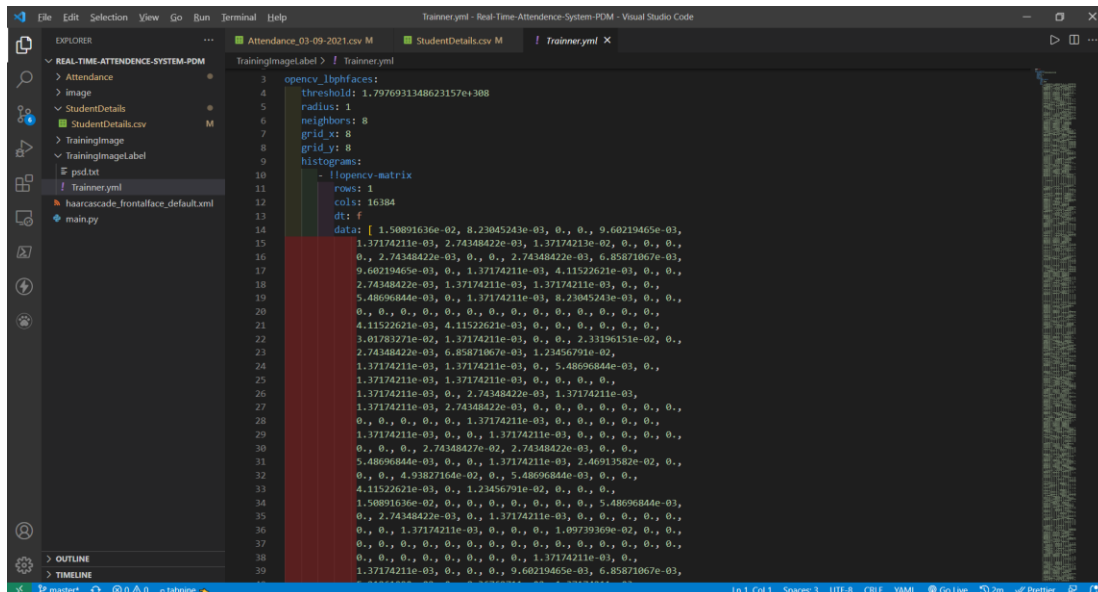 File Edit Selection View Go Run Terminal Help
Trainner.yml - Real-Time-Attendence-System-PDM - Visual Studio Code
EXPLORER
REAL-TIME-ATTENDENCE-SYSTEM-PDM
> Attendance
> image
StudentDetails
StudentDetails.csv M
> TrainingImage
TrainingImageLabel
psd.txt
! Trainner.yml
haarcascade_frontalface_default.xml
main.py
> OUTLINE
> TIMELINE
6
Attendance_03-09-2021.csv M
StudentDetails.csv M
! Trainner.yml
TrainingImageLabel > ! Trainner.yml
3 opencv_lbphfaces:
4 threshold: 1.7976931348623157e+308
5 radius: 1
6 neighbors: 8
7 grid_x: 8
8 grid_y: 8
9 histograms:
10 - !!opencv-matrix
11 rows: 1
12 cols: 16384
13 dt: f
14 data: [ 1.50891636e-02, 8.23045243e-03, 0., 0., 9.60219465e-03,
15 1.37174211e-03, 2.74348422e-03, 1.37174213e-02, 0., 0., 0.,
16 0., 2.74348422e-03, 0., 0., 2.74348422e-03, 6.85871067e-03,
17 9.60219465e-03, 0., 1.37174211e-03, 4.11522621e-03, 0., 0.,
18 2.74348422e-03, 1.37174211e-03, 1.37174211e-03, 0., 0.,
19 5.48696844e-03, 0., 1.37174211e-03, 8.23045243e-03, 0., 0.,
20 0., 0., 0., 0., 0., 0., 0., 0., 0., 0., 0., 0., 0.,
21 4.11522621e-03, 4.11522621e-03, 0., 0., 0., 0., 0., 0.,
22 3.01783271e-02, 1.37174211e-03, 0., 0., 2.33196151e-02, 0.,
23 2.74348422e-03, 6.85871067e-03, 1.23456791e-02,
24 1.37174211e-03, 1.37174211e-03, 0., 5.48696844e-03, 0.,
25 1.37174211e-03, 1.37174211e-03, 0., 0., 0., 0.,
26 1.37174211e-03, 0., 2.74348422e-03, 1.37174211e-03,
27 1.37174211e-03, 2.74348422e-03, 0., 0., 0., 0., 0., 0.,
28 0., 0., 0., 0., 0., 1.37174211e-03, 0., 0., 0., 0., 0.,
29 1.37174211e-03, 0., 0., 1.37174211e-03, 0., 0., 0., 0., 0.,
30 0., 0., 0., 2.74348427e-02, 2.74348422e-03, 0., 0.,
31 5.48696844e-03, 0., 0., 1.37174211e-03, 2.46913582e-02, 0.,
32 0., 0., 4.93827164e-02, 0., 5.48696844e-03, 0., 0.,
33 4.11522621e-03, 0., 1.23456791e-02, 0., 0., 0.,
34 1.50891636e-02, 0., 0., 0., 0., 0., 0., 5.48696844e-03,
35 0., 2.74348422e-03, 0., 1.37174211e-03, 0., 0., 0., 0.,
36 0., 0., 1.37174211e-03, 0., 0., 0., 1.09739369e-02, 0., 0.,
37 0., 0., 0., 0., 0., 0., 0., 0., 0., 0., 0., 0., 0., 0.,
38 0., 0., 0., 0., 0., 0., 0., 0., 1.37174211e-03, 0.,
39 1.37174211e-03, 0., 0., 0., 9.60219465e-03, 6.85871067e-03,
master* 0 0 tabnine
Ln 1, Col 1 Spaces: 3 UTF-8 CRLF YAML Go Live 2m Prettier